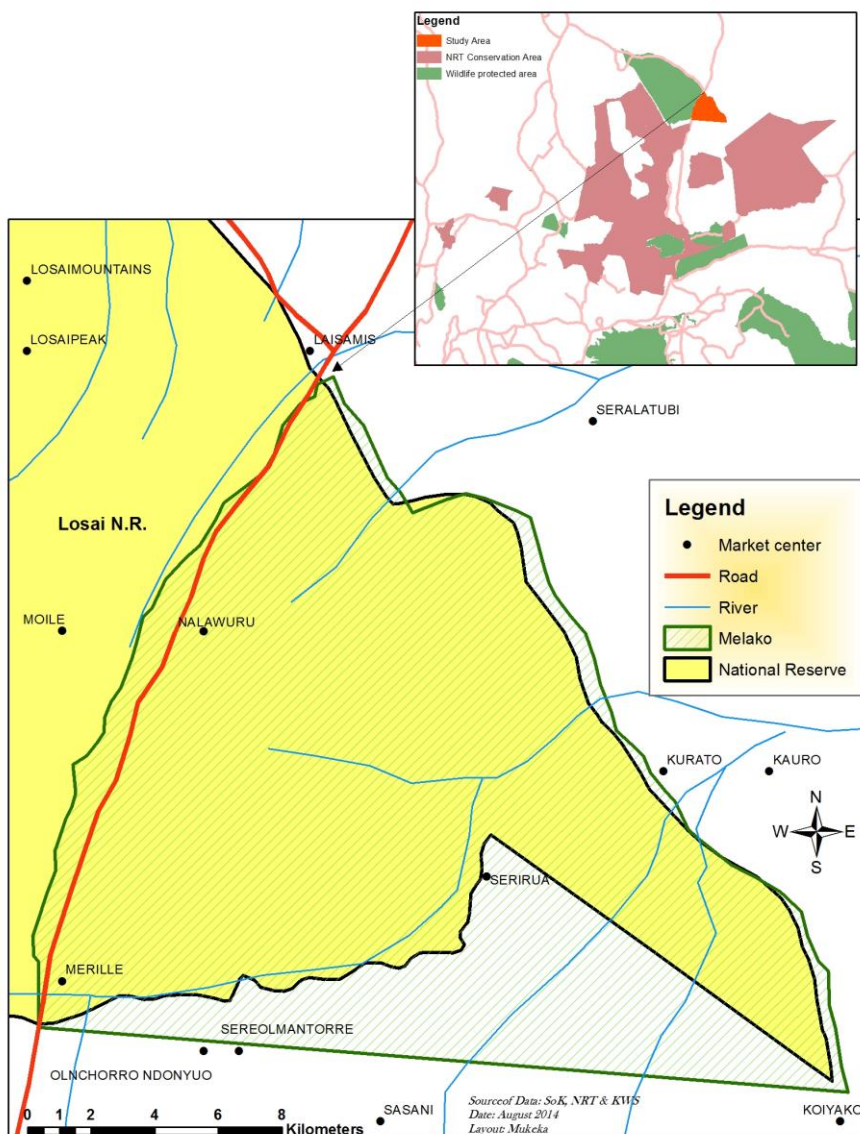 Legend
Study Area
NRT Conservation Area
Wildlife protected area
LOSAIMOUNTAINS
LOSAIPEAK
LAISAMIS
SERALATUBI
Losai N.R.
Legend
Market center
Road
River
Melako
National Reserve
MOILE
NALAWURU
KURATO
KAURO
N
W E
S
SERIRUA
MERILLE
SEREOLMANTORRE
OLNCHORRO NDONYUO
SASANI
KOIYAKO
0 1 2 4 6 8
Kilometers
Sourceof Data: SoK, NRT & KWS
Date: August 2014
Layout: Mukeka